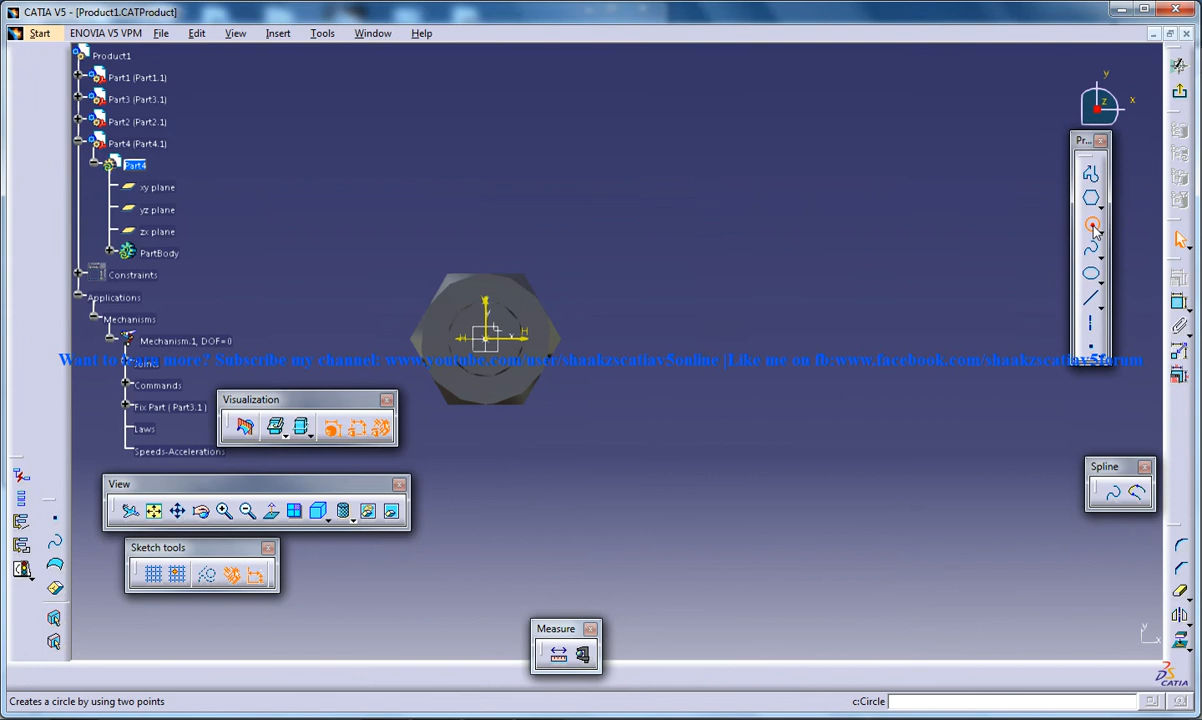 CATIA V5 - [Product1.CATProduct]
Start ENOVIA V5 VPM File Edit View Insert Tools Window Help
Product1
Part1 (Part1.1)
Part3 (Part3.1)
Part2 (Part2.1)
Part4 (Part4.1)
Part4
xy plane
yz plane
zx plane
PartBody
Constraints
Applications
Mechanisms
Mechanism.1, DOF=0
Want to learn more? Subscribe my channel: www.youtube.com/user/shaakzscatiav5online |Like me on fb:www.facebook.com/shaakzscatiav5forum
Joints
Commands
Fix Part ( Part3.1 )
Laws
Speeds-Accelerations
y
x
z
Pr...
H
Visualization
View
Sketch tools
Spline
Measure
y
x
CATIA
Creates a circle by using two points c:Circle